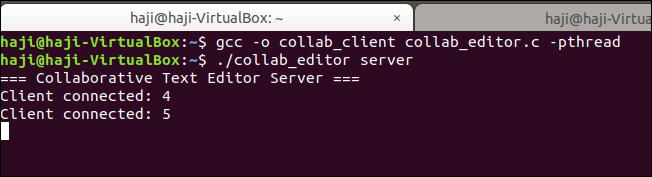 haji@haji-VirtualBox: ~ × haji@haji-VirtualBox
haji@haji-VirtualBox:~$ gcc -o collab_client collab_editor.c -pthread
haji@haji-VirtualBox:~$ ./collab_editor server
=== Collaborative Text Editor Server ===
Client connected: 4
Client connected: 5